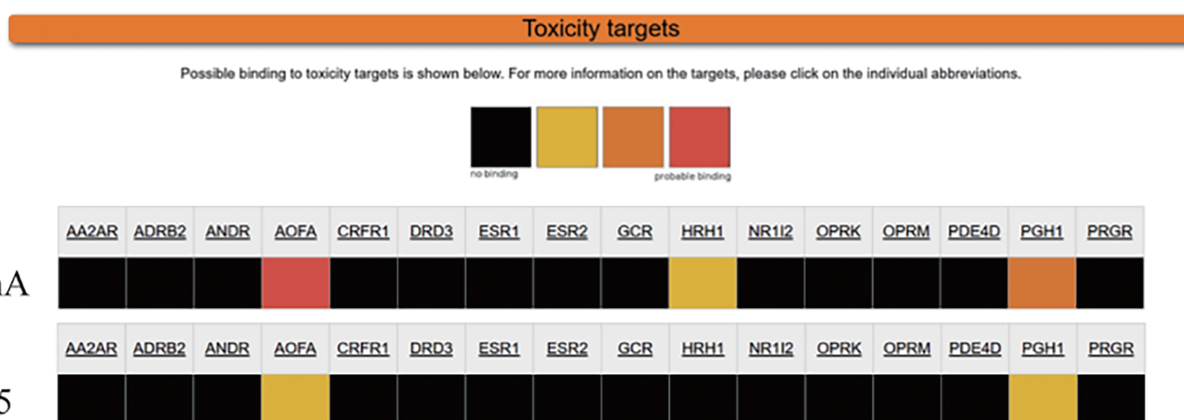 Toxicity targets
Possible binding to toxicity targets is shown below. For more information on the targets, please click on the individual abbreviations.
no binding probable binding
AA2AR ADRB2 ANDR AOFA CRFR1 DRD3 ESR1 ESR2 GCR HRH1 NR1I2 OPRK OPRM PDE4D PGH1 PRGR
A
AA2AR ADRB2 ANDR AOFA CRFR1 DRD3 ESR1 ESR2 GCR HRH1 NR1I2 OPRK OPRM PDE4D PGH1 PRGR
5